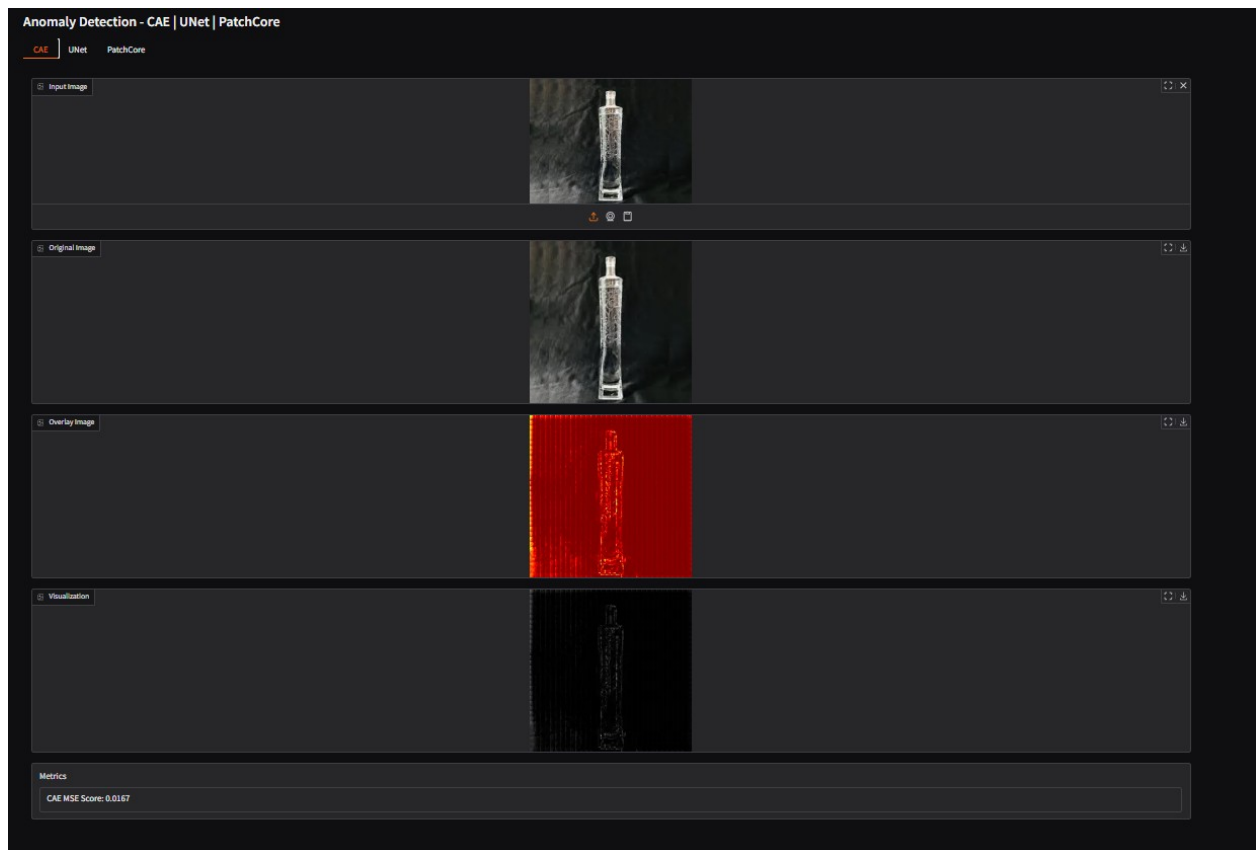 Anomaly Detection - CAE | UNet | PatchCore
CAE UNet PatchCore
Input Image
Original Image
Overlay Image
Visualization
Metrics
CAE MSE Score: 0.0167